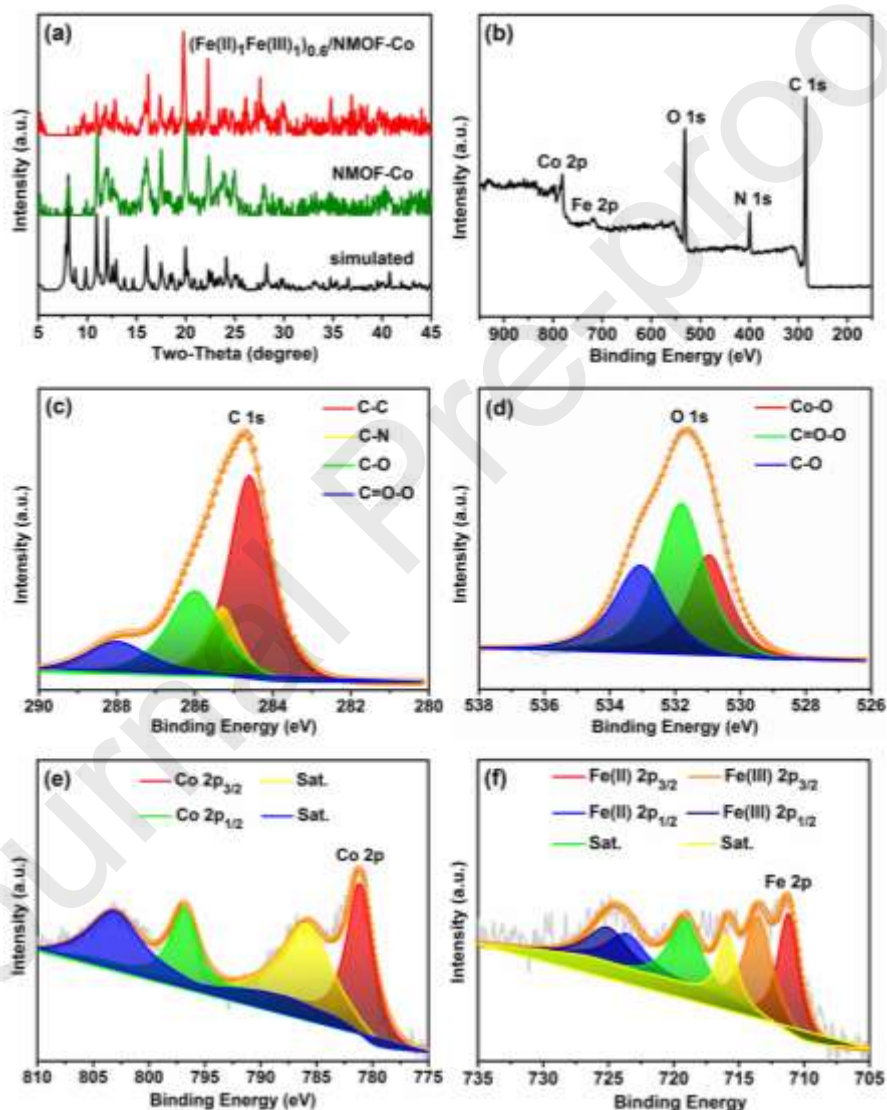 (a)
(Fe(II)₁Fe(III)₁)₀.₆/NMOF-Co
NMOF-Co
simulated
Intensity (a.u.)
5 10 15 20 25 30 35 40 45
Two-Theta (degree)
(b)
C 1s
O 1s
Co 2p
N 1s
Fe 2p
Intensity (a.u.)
900 800 700 600 500 400 300 200
Binding Energy (eV)
(c)
C 1s
C-C
C-N
C-O
C=O-O
Intensity (a.u.)
290 288 286 284 282 280
Binding Energy (eV)
(d)
O 1s
Co-O
C=O-O
C-O
Intensity (a.u.)
538 536 534 532 530 528 526
Binding Energy (eV)
(e)
Co 2p₃/₂ Sat.
Co 2p₁/₂ Sat.
Co 2p
Intensity (a.u.)
810 805 800 795 790 785 780 775
Binding Energy (eV)
(f)
Fe(II) 2p₃/₂ Fe(III) 2p₃/₂
Fe(II) 2p₁/₂ Fe(III) 2p₁/₂
Sat. Sat.
Fe 2p
Intensity (a.u.)
735 730 725 720 715 710 705
Binding Energy
Journal Pre-proo